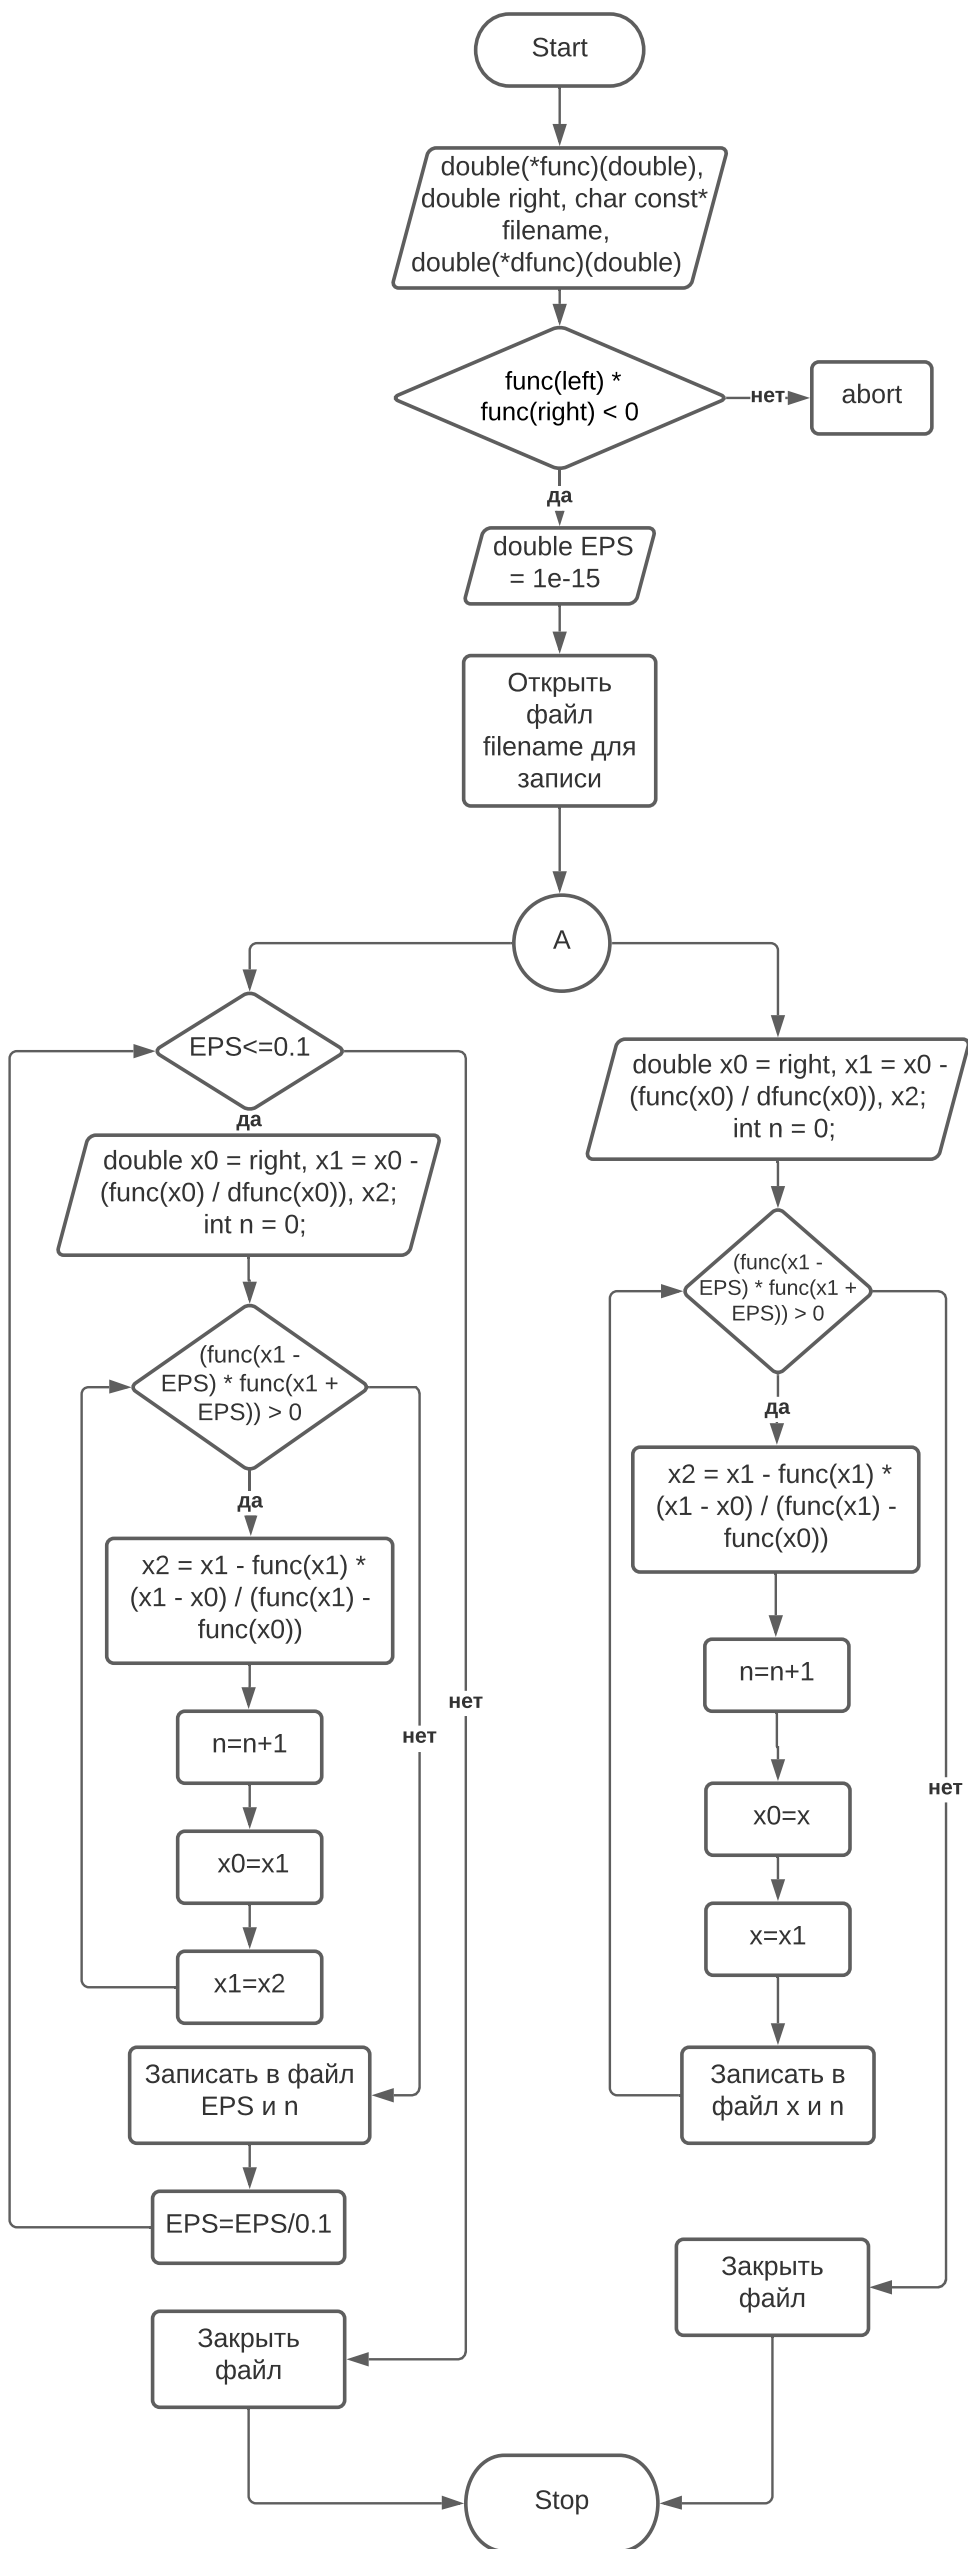 Start
double(*func)(double),
double right, char const*
filename,
double(*dfunc)(double)
func(left) *
func(right) < 0
нет
abort
да
double EPS
= 1e-15
Открыть
файл
filename для
записи
A
EPS<=0.1
да
double x0 = right, x1 = x0 -
(func(x0) / dfunc(x0)), x2;
int n = 0;
(func(x1 -
EPS) * func(x1 +
EPS)) > 0
да
x2 = x1 - func(x1) *
(x1 - x0) / (func(x1) -
func(x0))
n=n+1
x0=x1
x1=x2
нет
нет
Записать в файл
EPS и n
EPS=EPS/0.1
Закрыть
файл
double x0 = right, x1 = x0 -
(func(x0) / dfunc(x0)), x2;
int n = 0;
(func(x1 -
EPS) * func(x1 +
EPS)) > 0
да
x2 = x1 - func(x1) *
(x1 - x0) / (func(x1) -
func(x0))
n=n+1
x0=x
x=x1
нет
Записать в
файл x и n
Закрыть
файл
Stop